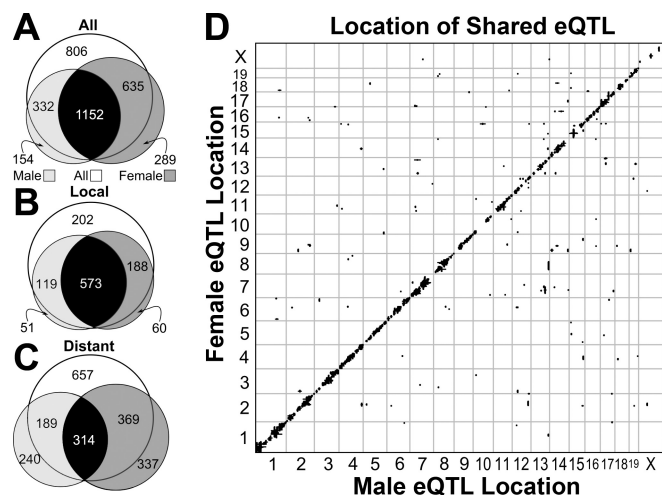 A
All
806
332
635
1152
154
289
Male
All
Female
B
Local
202
119
573
188
51
60
C
Distant
657
189
314
369
240
337
D
Location of Shared eQTL
Female eQTL Location
X
19
18
17
16
15
14
13
12
11
10
9
8
7
6
5
4
3
2
1
1 2 3 4 5 6 7 8 9 10 11 12 13 14 15 16 17 18 19 X
Male eQTL Location